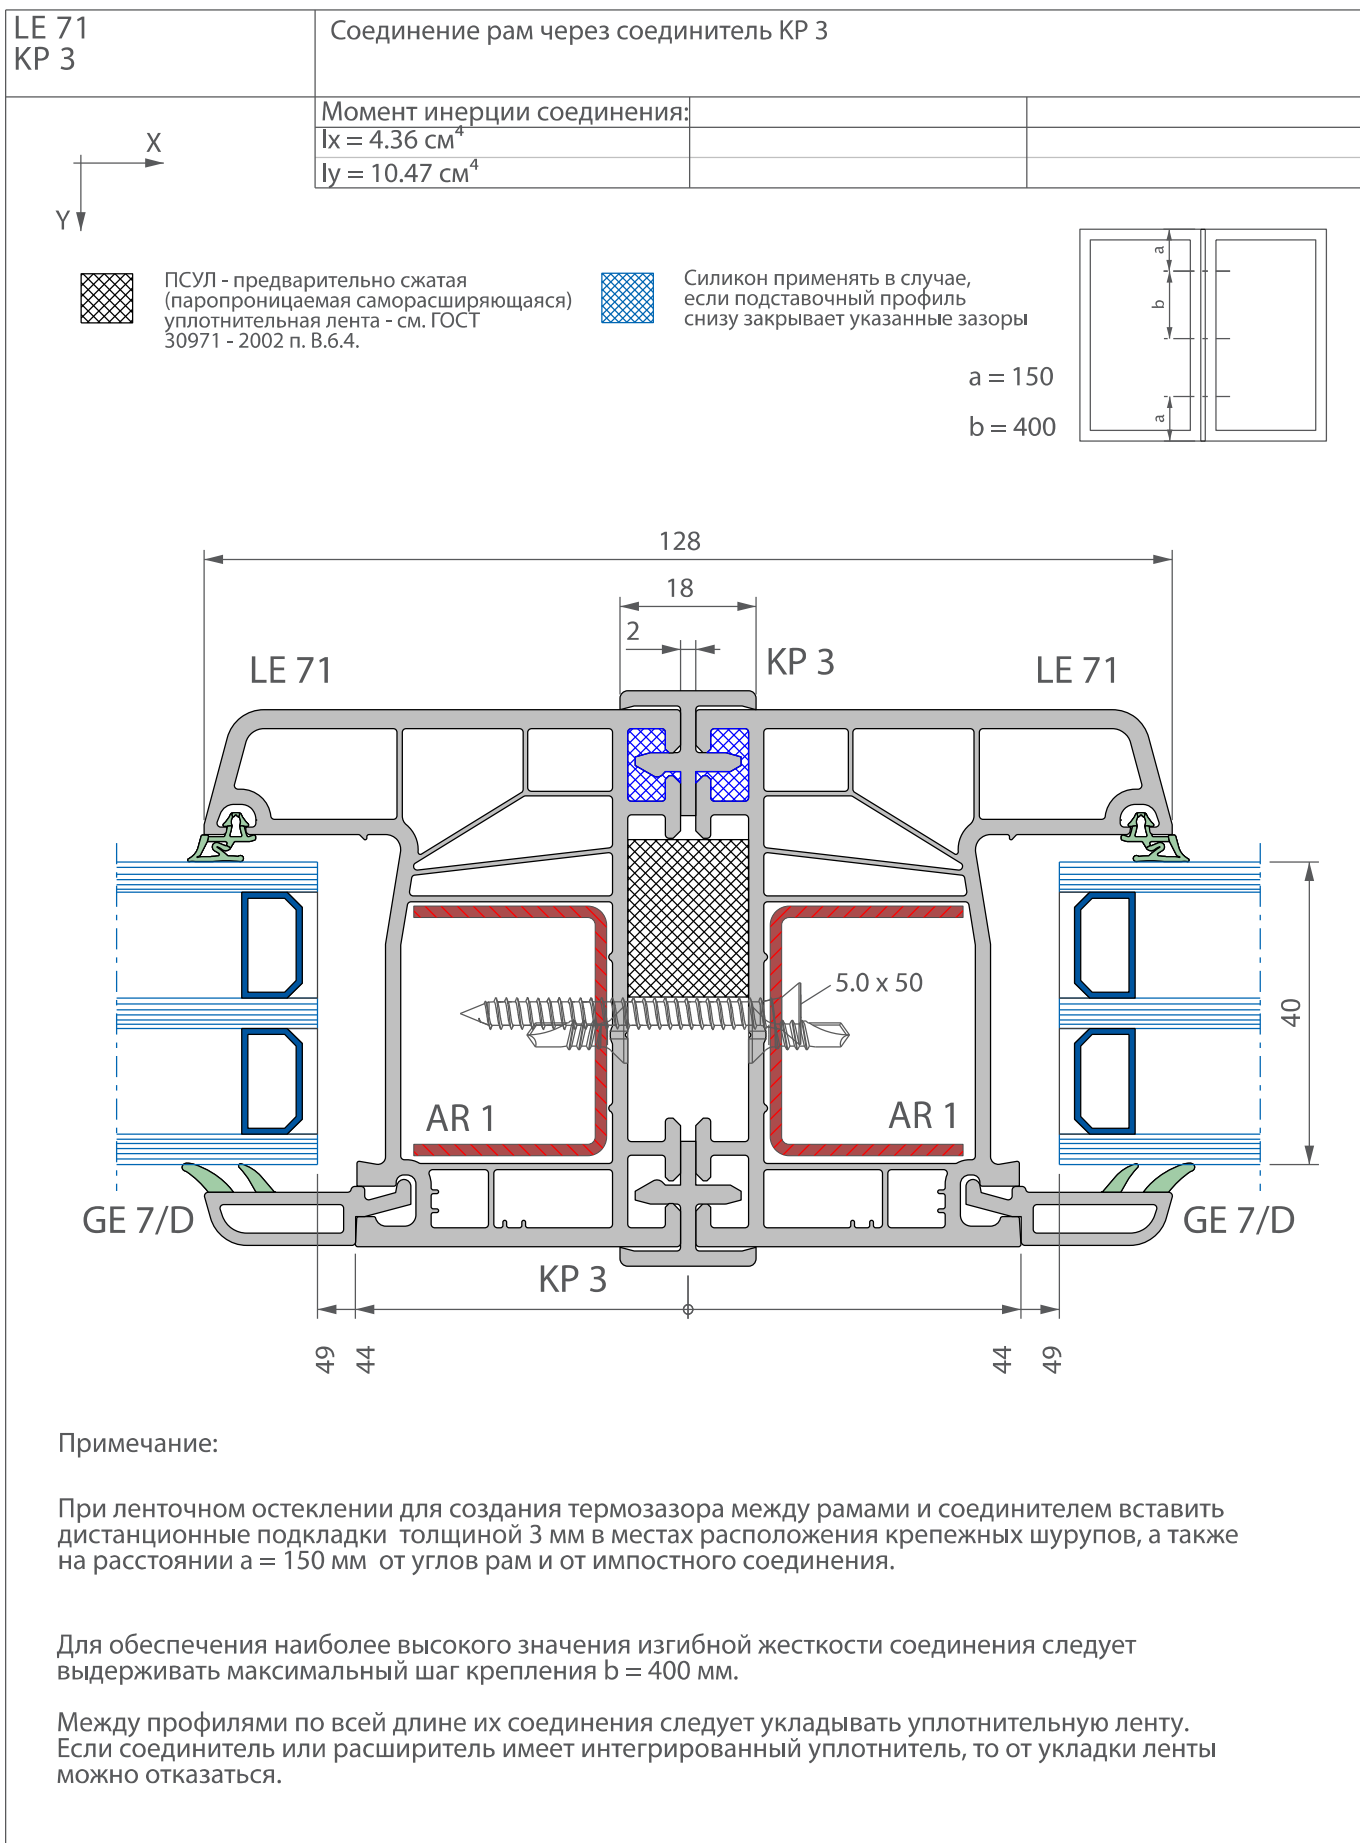 LE 71
KP 3
Соединение рам через соединитель КР 3
Момент инерции соединения:
Ix = 4.36 см⁴
Iy = 10.47 см⁴
X
Y
ПСУЛ - предварительно сжатая
(паропроницаемая саморасширяющаяся)
уплотнительная лента - см. ГОСТ
30971 - 2002 п. В.6.4.
Силикон применять в случае,
если подставочный профиль
снизу закрывает указанные зазоры
a = 150
b = 400
a
b
a
128
18
2
KP 3
LE 71
LE 71
5.0 x 50
40
AR 1
AR 1
GE 7/D
GE 7/D
KP 3
49
44
44
49
Примечание:
При ленточном остеклении для создания термозазора между рамами и соединителем вставить
дистанционные подкладки  толщиной 3 мм в местах расположения крепежных шурупов, а также
на расстоянии a = 150 мм  от углов рам и от импостного соединения.
Для обеспечения наиболее высокого значения изгибной жесткости соединения следует
выдерживать максимальный шаг крепления b = 400 мм.
Между профилями по всей длине их соединения следует укладывать уплотнительную ленту.
Если соединитель или расширитель имеет интегрированный уплотнитель, то от укладки ленты
можно отказаться.